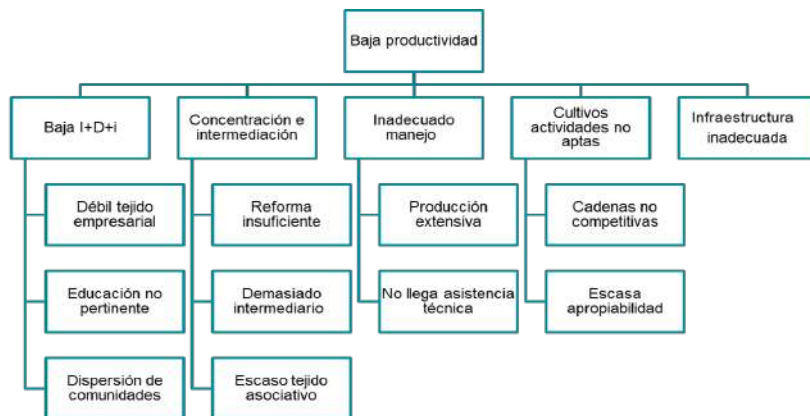 Baja productividad
Baja I+D+i
Concentración e
intermediación
Inadecuado
manejo
Cultivos
actividades no
aptas
Infraestructura
inadecuada
Débil tejido
empresarial
Reforma
insuficiente
Producción
extensiva
Cadenas no
competitivas
Educación no
pertinente
Demasiado
intermediario
No llega asistencia
técnica
Escasa
apropiabilidad
Dispersión de
comunidades
Escaso tejido
asociativo